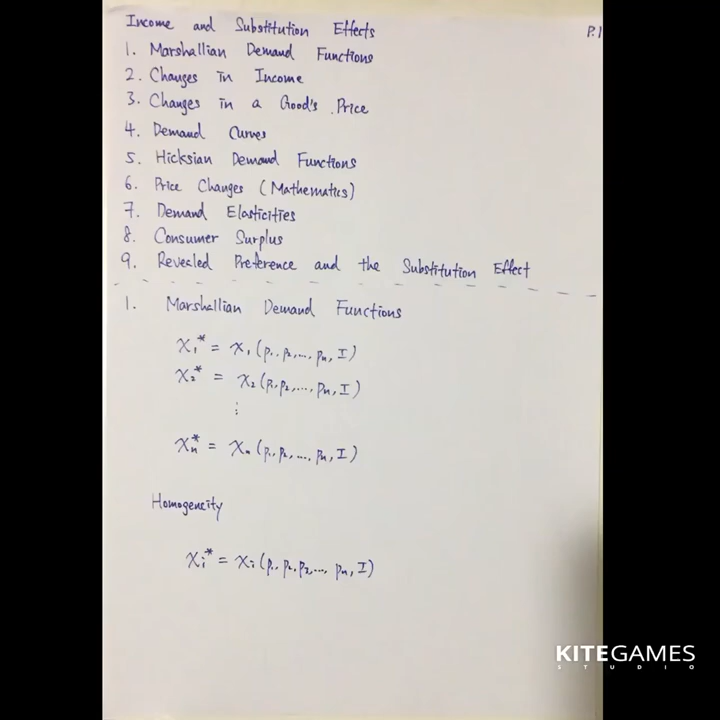 Income and Substitution Effects P.1
1. Marshallian Demand Functions
2. Changes in Income
3. Changes in a Good's Price
4. Demand Curves
5. Hicksian Demand Functions
6. Price Changes (Mathematics)
7. Demand Elasticities
8. Consumer Surplus
9. Revealed Preference and the Substitution Effect
1. Marshallian Demand Functions
x₁* = x₁(p₁,p₂,...,pₙ,I)
x₂* = x₂(p₁,p₂,...,pₙ,I)
⋮
xₙ* = xₙ(p₁,p₂,...,pₙ,I)
Homogeneity
xᵢ* = xᵢ(p₁,p₂,p₃,...,pₙ,I)
KITEGAMES
STUDIO